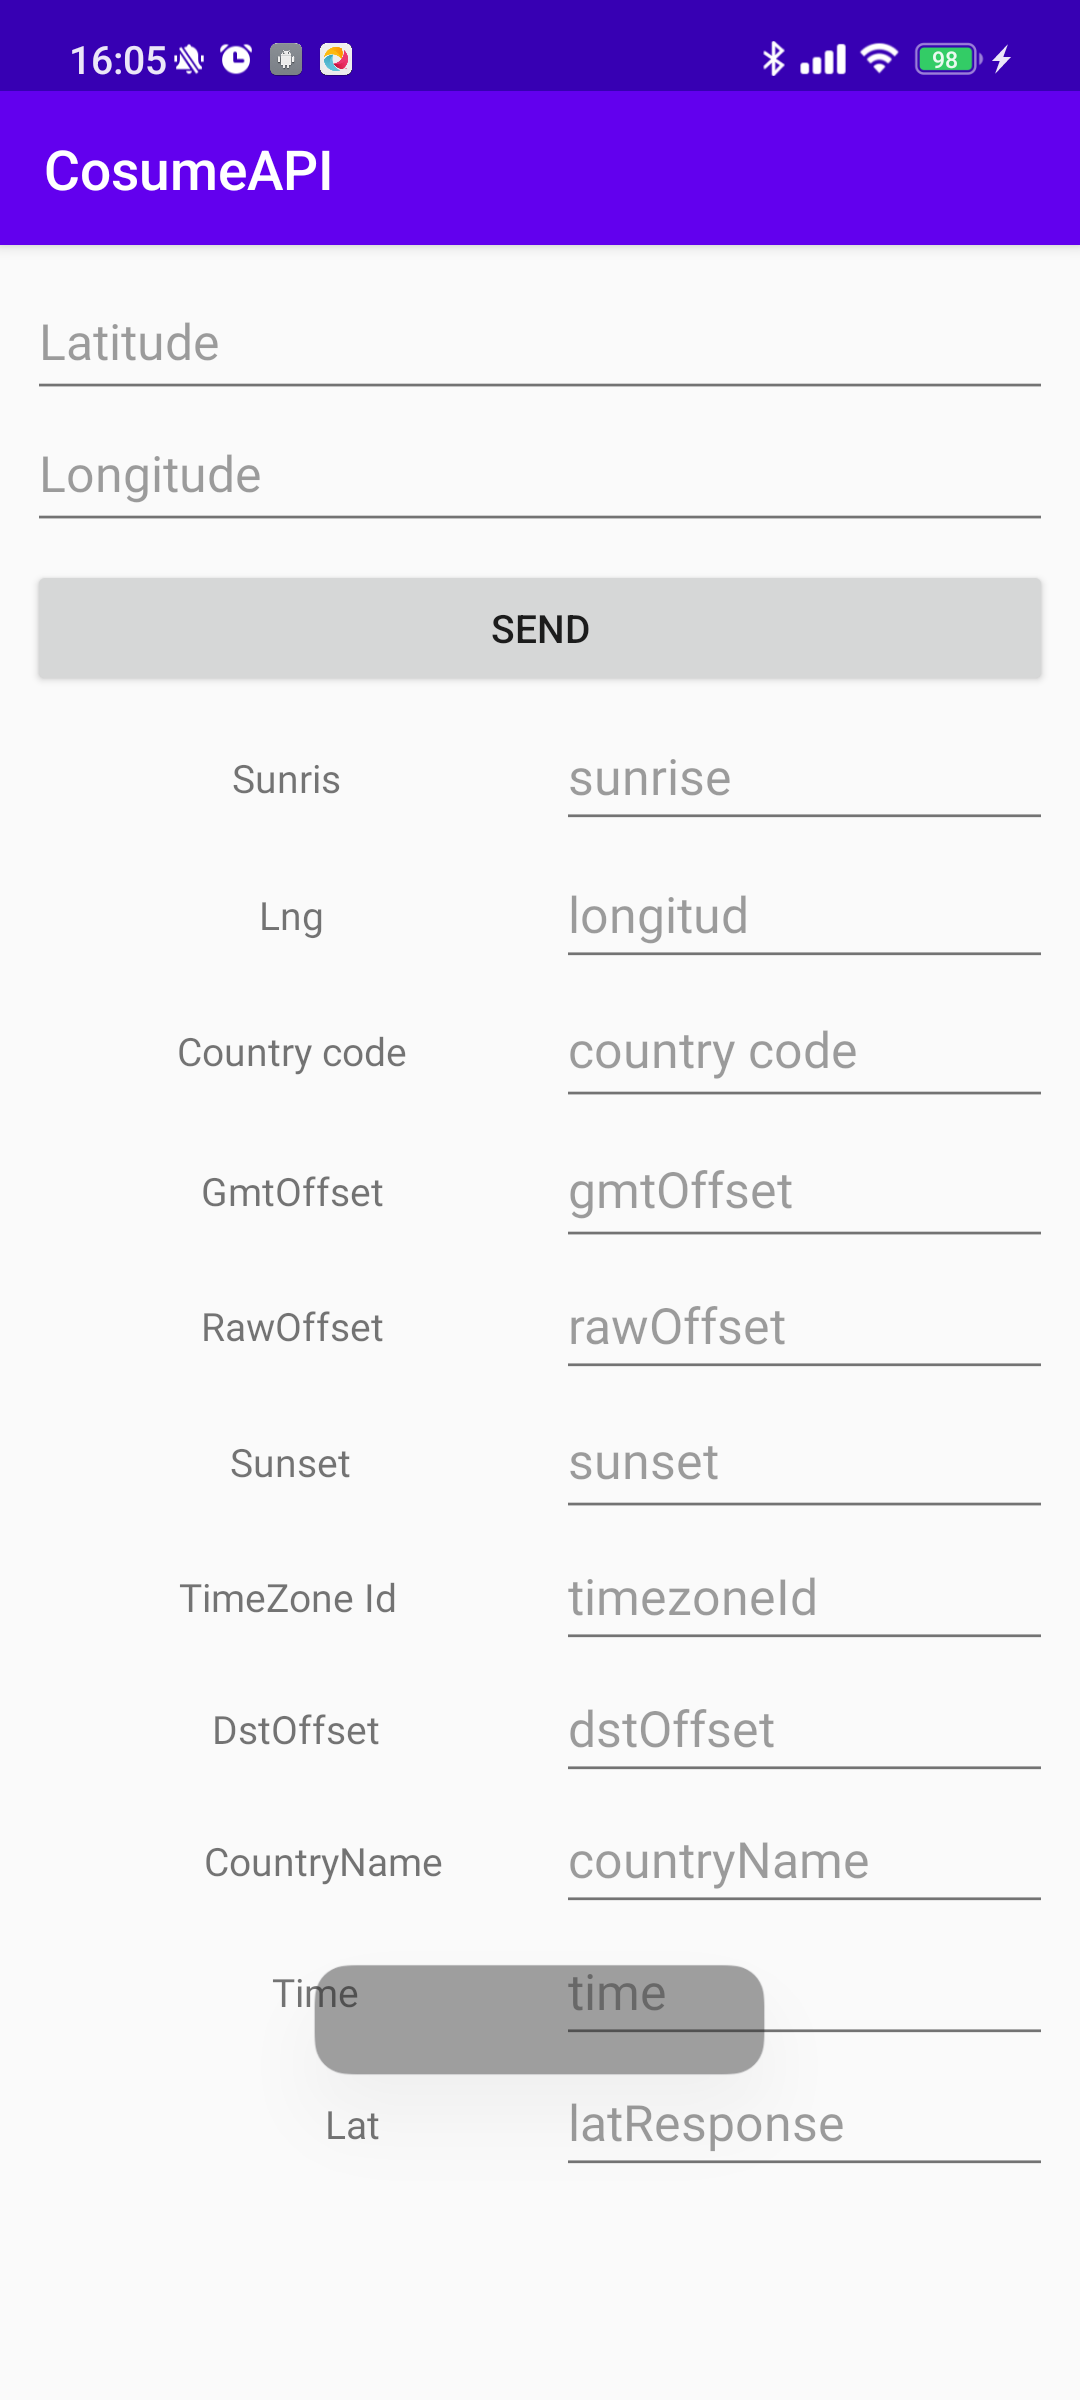 16:05 98
CosumeAPI
Latitude
Longitude
SEND
Sunris sunrise
Lng longitud
Country code country code
GmtOffset gmtOffset
RawOffset rawOffset
Sunset sunset
TimeZone Id timezoneId
DstOffset dstOffset
CountryName countryName
Time time
Lat latResponse